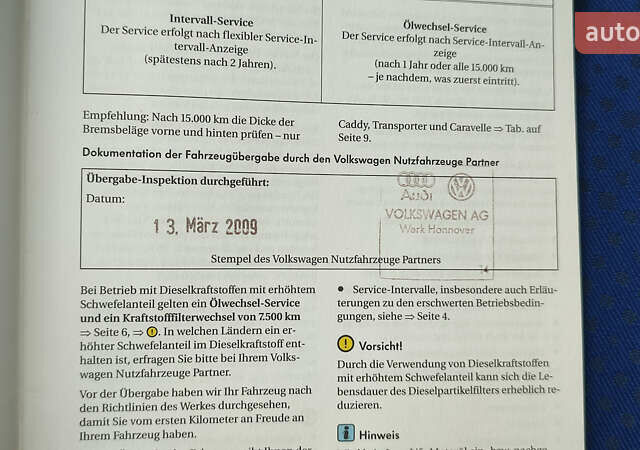 Intervall-Service
Der Service erfolgt nach flexibler Service-In-
tervall-Anzeige
(spätestens nach 2 Jahren).
Ölwechsel-Service
Der Service erfolgt nach Service-Intervall-An-
zeige
(nach 1 Jahr oder alle 15.000 km
– je nachdem, was zuerst eintritt).
auto
Empfehlung: Nach 15.000 km die Dicke der
Bremsbeläge vorne und hinten prüfen – nur
Caddy, Transporter und Caravelle ⇒ Tab. auf
Seite 9.
Dokumentation der Fahrzeugübergabe durch den Volkswagen Nutzfahrzeuge Partner
Übergabe-Inspektion durchgeführt:
Datum:
13. März 2009
Audi
VOLKSWAGEN AG
Werk Hannover
Stempel des Volkswagen Nutzfahrzeuge Partners
Bei Betrieb mit Dieselkraftstoffen mit erhöhtem
Schwefelanteil gelten ein Ölwechsel-Service
und ein Kraftstofffilterwechsel von 7.500 km
⇒ Seite 6, ⇒ . In welchen Ländern ein er-
höhter Schwefelanteil im Dieselkraftstoff ent-
halten ist, erfragen Sie bitte bei Ihrem Volks-
wagen Nutzfahrzeuge Partner.
Vor der Übergabe haben wir Ihr Fahrzeug nach
den Richtlinien des Werkes durchgesehen,
damit Sie vom ersten Kilometer an Freude an
Ihrem Fahrzeug haben.
● Service-Intervalle, insbesondere auch Erläu-
terungen zu den erschwerten Betriebsbedin-
gungen, siehe ⇒ Seite 4.
Vorsicht!
Durch die Verwendung von Dieselkraftstoffen
mit erhöhtem Schwefelanteil kann sich die Le-
bensdauer des Dieselpartikelfilters erheblich re-
duzieren.
Hinweis